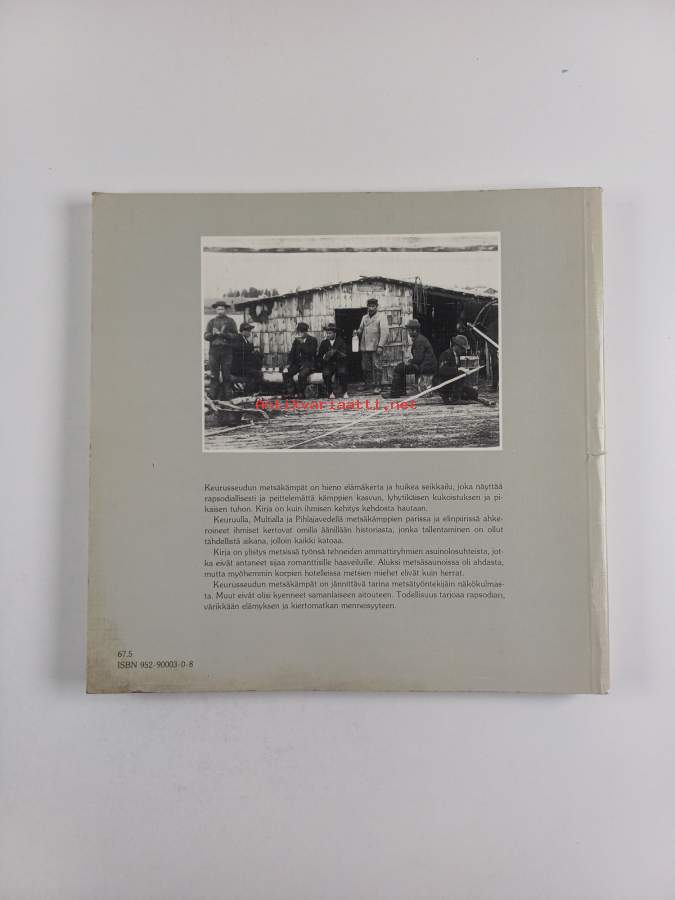 Antikvariaatti.net
Keurusseudun metsäkämpät on hieno elämäkerta ja huikea seikkailu, joka näyttää
rapsodiallisesti ja peittelemättä kämppien kasvun, lyhytikäisen kukoistuksen ja pi-
kaisen tuhon. Kirja on kuin ihmisen kehitys kehdosta hautaan.
Keuruulla, Multialla ja Pihlajavedellä metsäkämppien parissa ja elinpiirissä ahke-
roineet ihmiset kertovat omilla äänillään historiasta, jonka tallentaminen on ollut
tähdellistä aikana, jolloin kaikki katoaa.
Kirja on ylistys metsissä työnsä tehneiden ammattiryhmien asuinolosuhteista, jot-
ka eivät antaneet sijaa romanttisille haaveiluille. Aluksi metsäsaunoissa oli ahdasta,
mutta myöhemmin korpien hotelleissa metsien miehet elivät kuin herrat.
Keurusseudun metsäkämpät on jännittävä tarina metsätyöntekijäin näkökulmas-
ta. Muut eivät olisi kyenneet samanlaiseen aitouteen. Todellisuus tarjoaa rapsodian,
värikkään elämyksen ja kiertomatkan menneisyyteen.
67.5
ISBN 952-90003-0-8